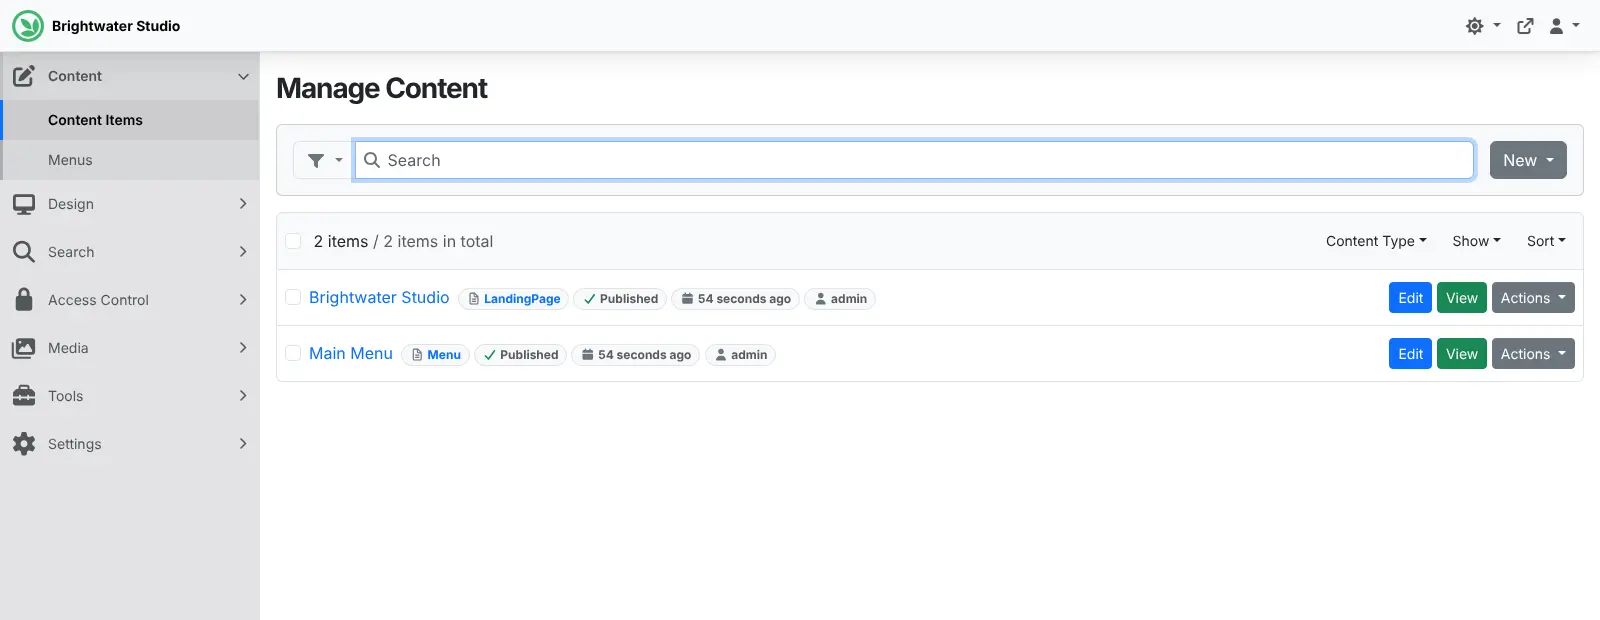 Brightwater Studio
Content
Content Items
Menus
Design
Search
Access Control
Media
Tools
Settings
Manage Content
Search
New
2 items / 2 items in total
Content Type
Show
Sort
Brightwater Studio LandingPage Published 54 seconds ago admin Edit View Actions
Main Menu Menu Published 54 seconds ago admin Edit View Actions